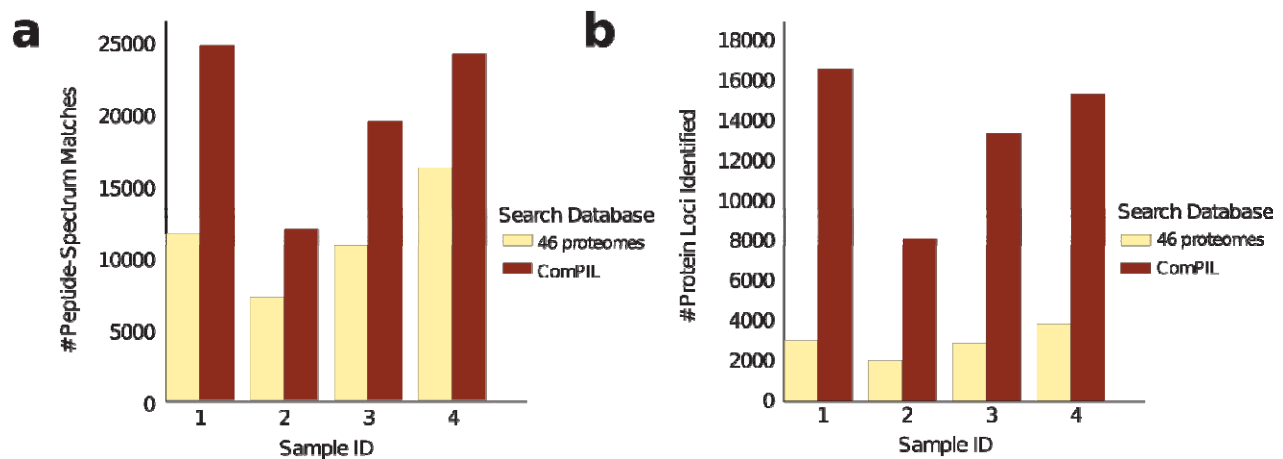 a
#Peptide-Spectrum Matches
25000
20000
15000
10000
5000
0
1 2 3 4
Sample ID
Search Database
46 proteomes
ComPIL
b
#Protein Loci Identified
18000
16000
14000
12000
10000
8000
6000
4000
2000
0
1 2 3 4
Sample ID
Search Database
46 proteomes
ComPIL